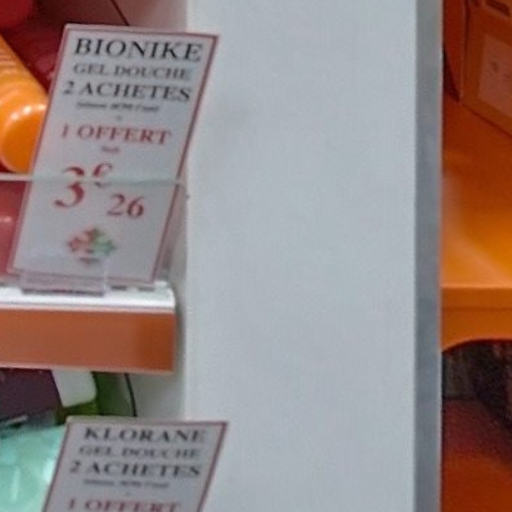 BIONIKE
GEL DOUCHE
2 ACHETES
1 OFFERT
3€26
KLORANE
GEL DOUCHE
2 ACHETES
1 OFFERT